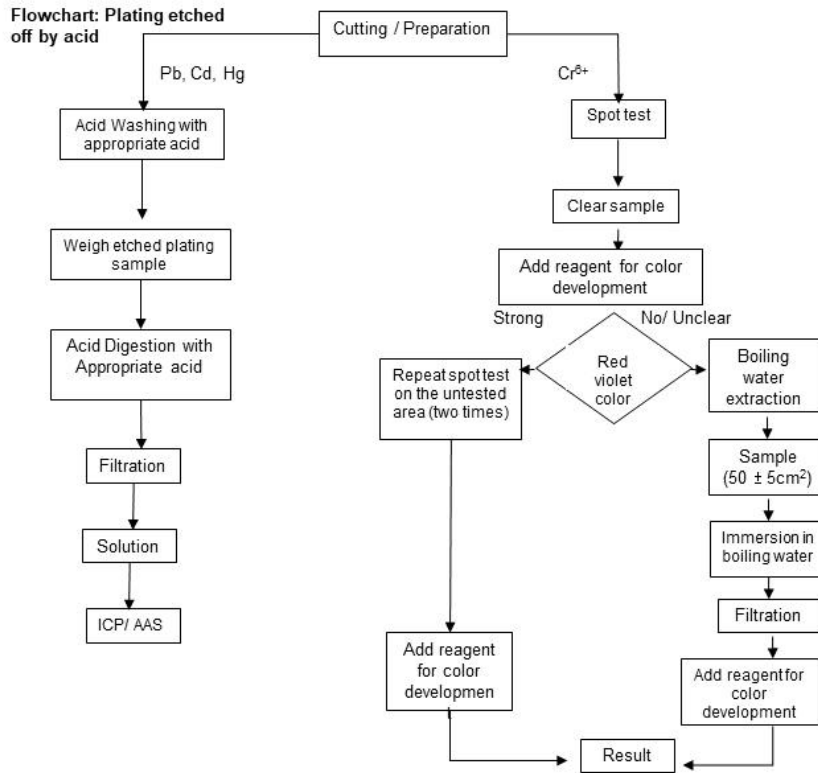 Flowchart: Plating etched
off by acid
Cutting / Preparation
Pb, Cd, Hg
Cr6+
Acid Washing with
appropriate acid
Weigh etched plating
sample
Acid Digestion with
Appropriate acid
Filtration
Solution
ICP/ AAS
Spot test
Clear sample
Add reagent for color
development
Strong
No/ Unclear
Red
violet
color
Repeat spot test
on the untested
area (two times)
Add reagent
for color
developmen
Boiling
water
extraction
Sample
(50 ± 5cm²)
Immersion in
boiling water
Filtration
Add reagent for
color
development
Result